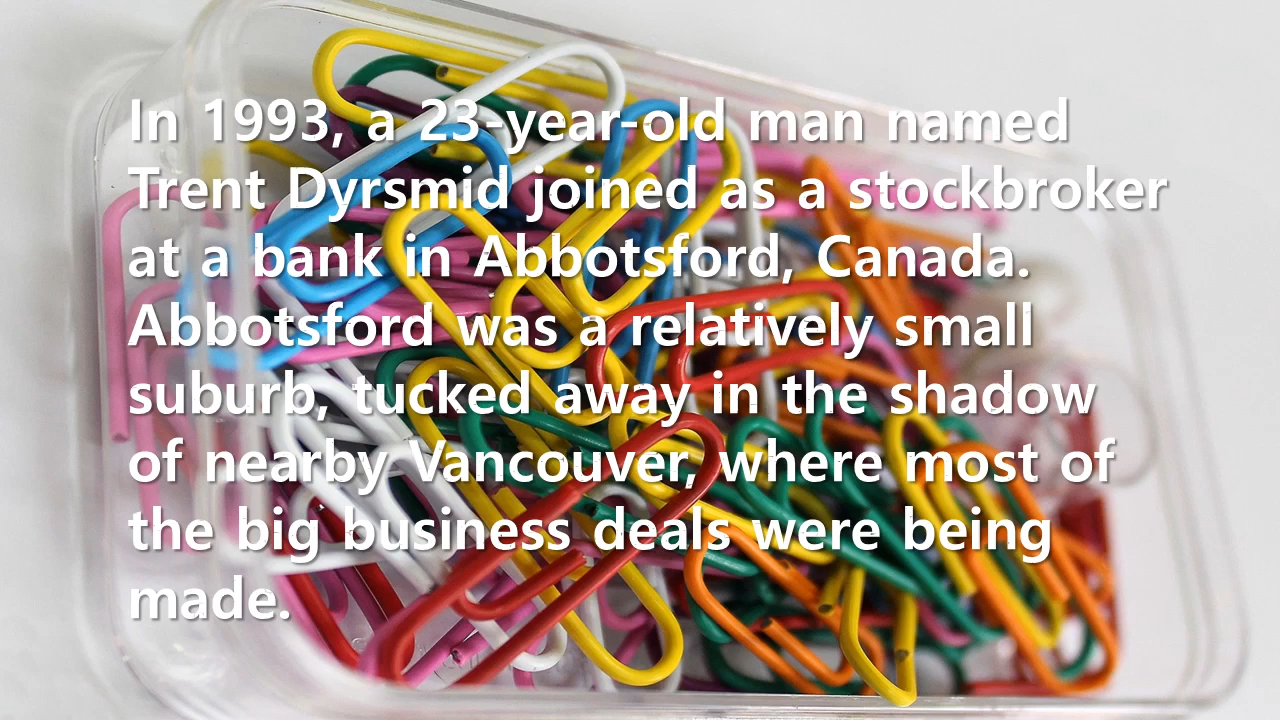 In 1993, a 23-year-old man named
Trent Dyrsmid joined as a stockbroker
at a bank in Abbotsford, Canada.
Abbotsford was a relatively small
suburb, tucked away in the shadow
of nearby Vancouver, where most of
the big business deals were being
made.